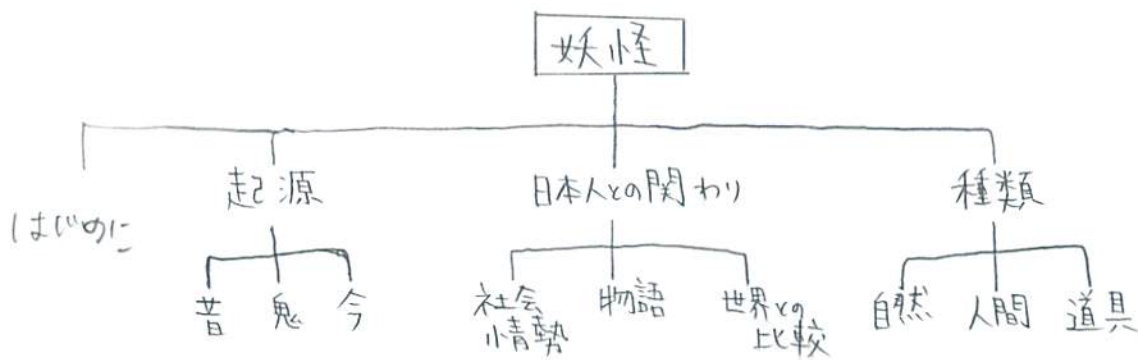 妖怪
はじめに
起源
日本人との関わり
種類
昔
鬼
今
社会
情勢
物語
世界との
比較
自然
人間
道具